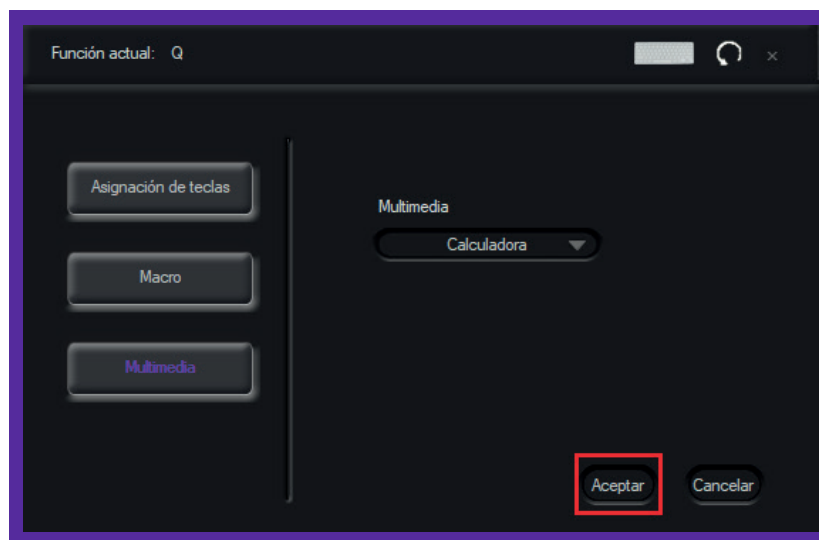 Función actual: Q
Asignación de teclas
Macro
Multimedia
Multimedia
Calculadora
Aceptar
Cancelar